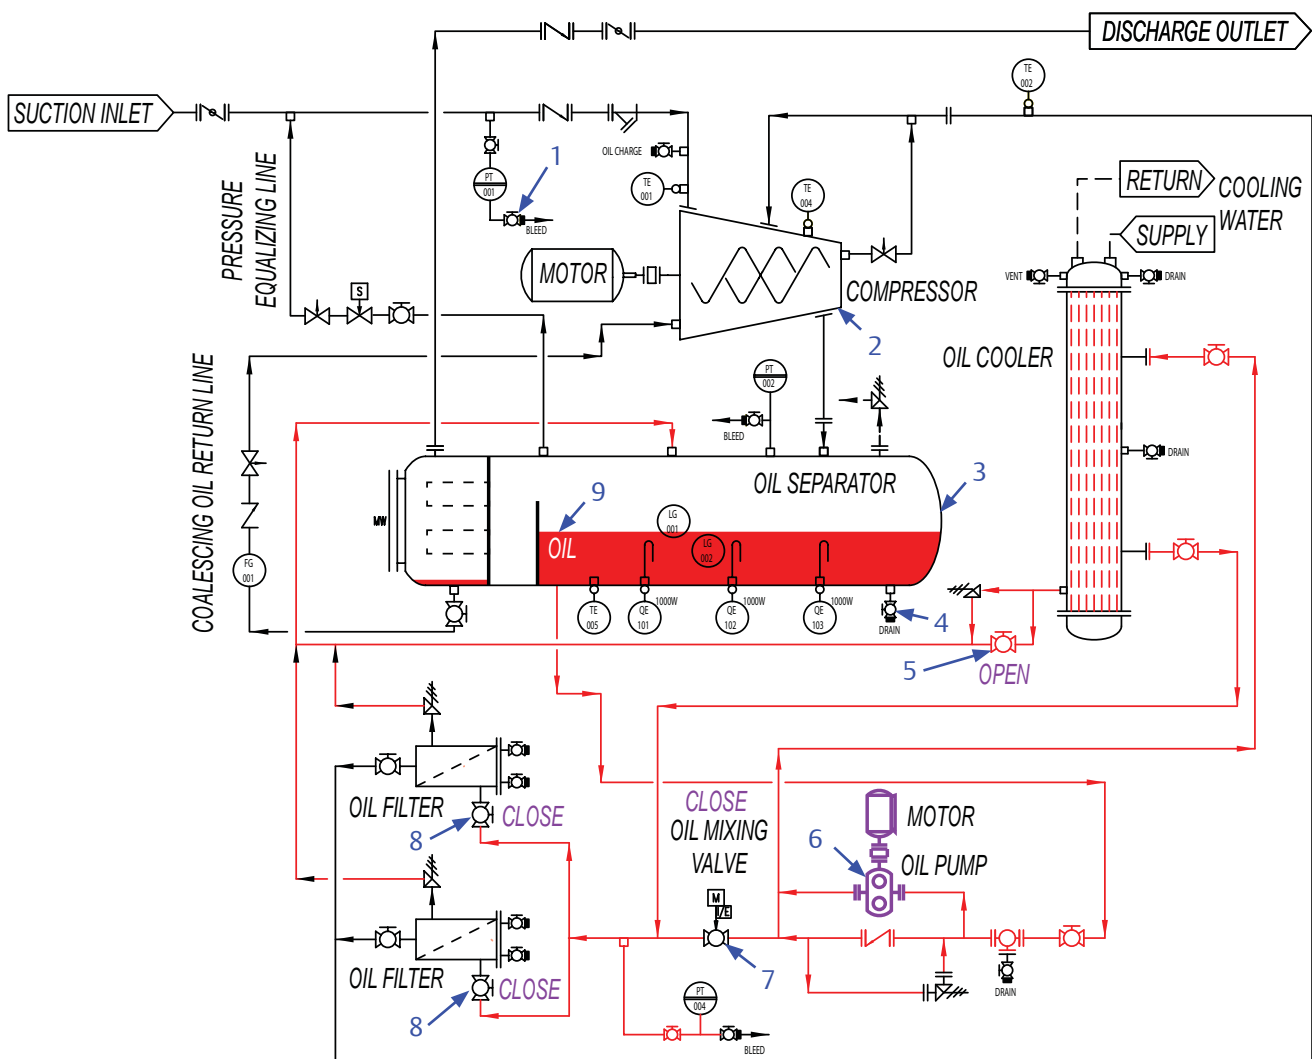 DISCHARGE OUTLET
TE
002
SUCTION INLET
OIL CHARGE
1
PT
001
BLEED
TE
001
TE
004
RETURN
COOLING
WATER
SUPPLY
PRESSURE
EQUALIZING LINE
S
MOTOR
COMPRESSOR
2
VENT
DRAIN
OIL COOLER
COALESCING OIL RETURN LINE
PT
002
BLEED
DRAIN
OIL SEPARATOR
3
9
MW
OIL
LG
001
LG
002
FG
001
TE
005
QE
101
1000W
QE
102
1000W
QE
103
1000W
DRAIN
4
5
OPEN
OIL FILTER
CLOSE
8
CLOSE
OIL MIXING
VALVE
MOTOR
6
OIL PUMP
M
I/E
7
OIL FILTER
CLOSE
8
PT
004
BLEED
DRAIN